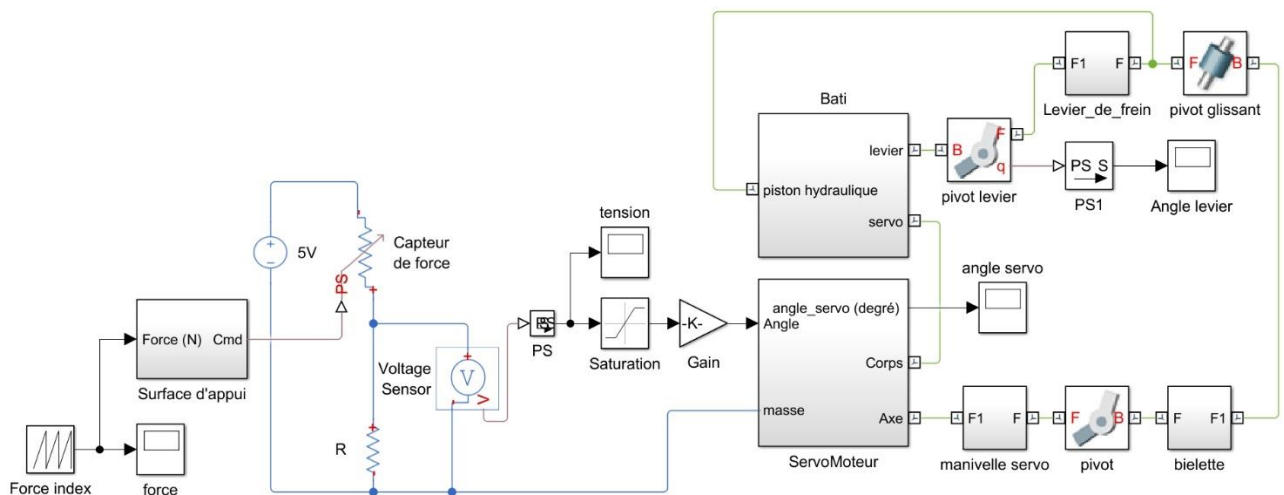 Bati
levier
piston hydraulique
servo
B
F
q
pivot levier
F1 F
Levier_de_frein
F B
pivot glissant
PS S
PS1
Angle levier
5V
PS
Capteur
de force
tension
Force (N) Cmd
Surface d'appui
Force index
force
R
Voltage
Sensor
V
V
PS
Saturation
-K-
Gain
angle_servo (degré)
Angle
Corps
masse
Axe
ServoMoteur
angle servo
F1 F
manivelle servo
F B
pivot
F F1
bielette